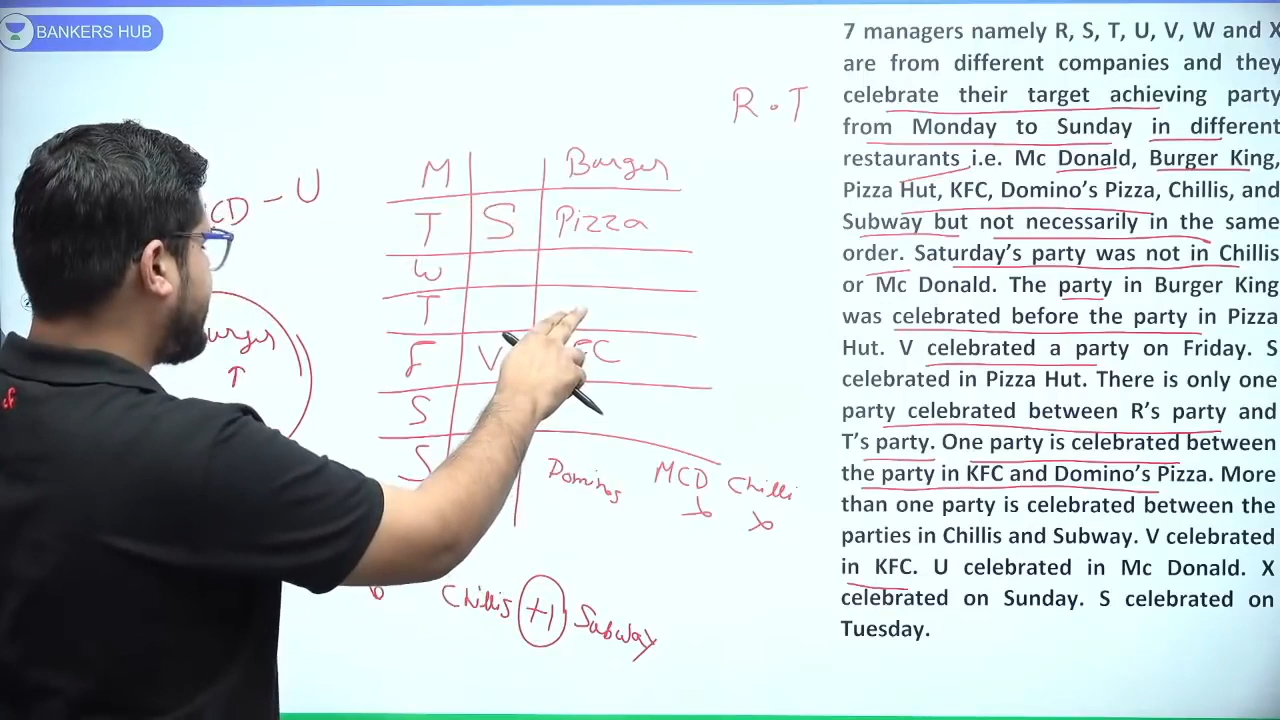 BANKERS HUB
7 managers namely R, S, T, U, V, W and X
are from different companies and they
celebrate their target achieving party
from Monday to Sunday in different
restaurants i.e. Mc Donald, Burger King,
Pizza Hut, KFC, Domino's Pizza, Chillis, and
Subway but not necessarily in the same
order. Saturday's party was not in Chillis
or Mc Donald. The party in Burger King
was celebrated before the party in Pizza
Hut. V celebrated a party on Friday. S
celebrated in Pizza Hut. There is only one
party celebrated between R's party and
T's party. One party is celebrated between
the party in KFC and Domino's Pizza. More
than one party is celebrated between the
parties in Chillis and Subway. V celebrated
in KFC. U celebrated in Mc Donald. X
celebrated on Sunday. S celebrated on
Tuesday.
R • T
CD - U
M Burger
T S Pizza
W
T
F V FC
S
S Dominos MCD Chilli
x x
urger
↑
Chillis +1 Subway